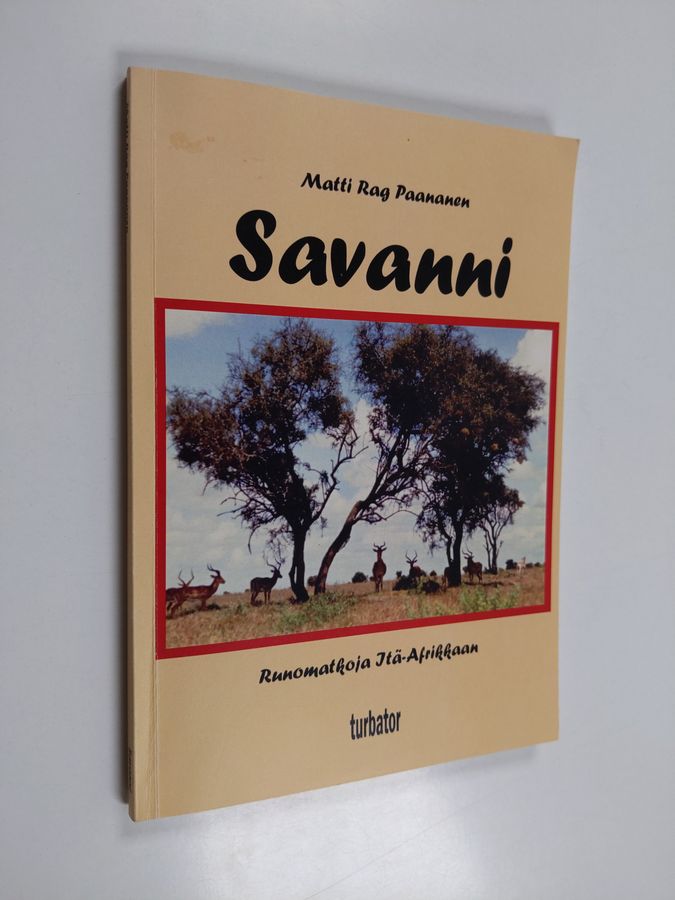 Matti Rag Paananen
Savanni
Runomatkoja Itä-Afrikkaan
turbator